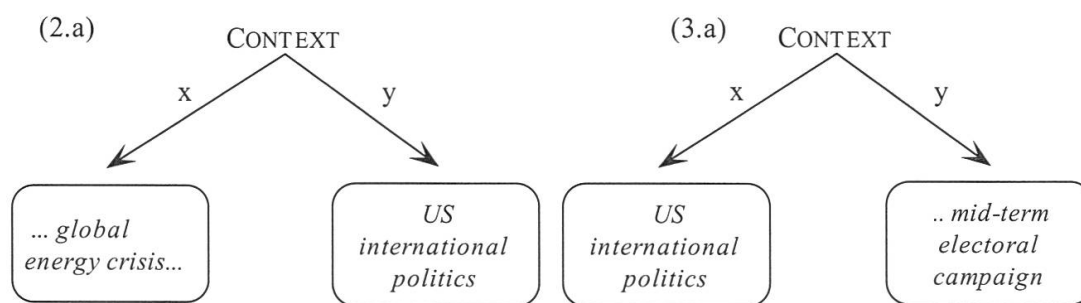 (2.a)
CONTEXT
x
y
... global
energy crisis...
US
international
politics
(3.a)
CONTEXT
x
y
US
international
politics
.. mid-term
electoral
campaign